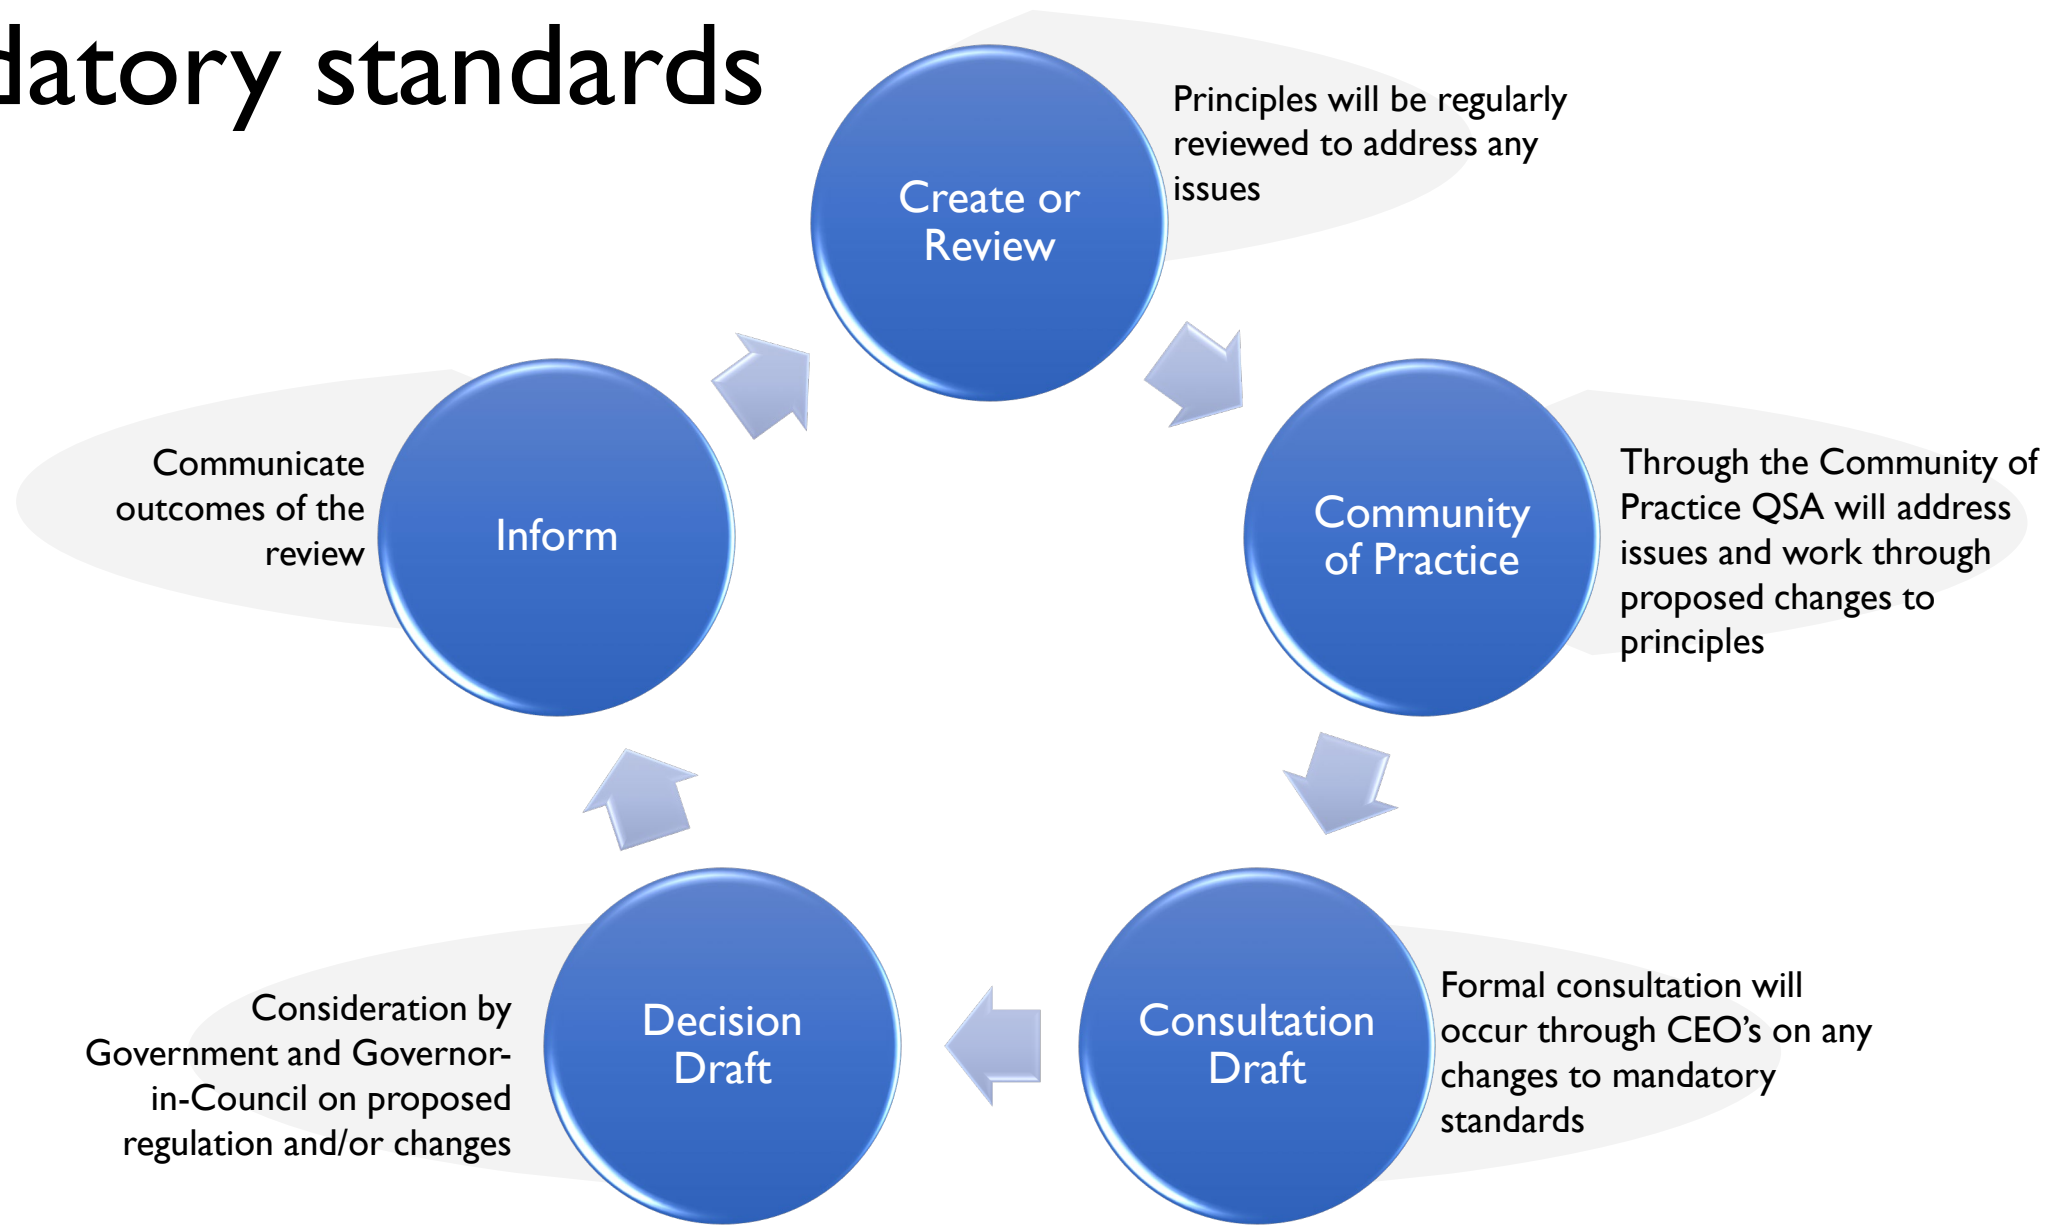 datory standards
Create or
Review
Principles will be regularly
reviewed to address any
issues
Community
of Practice
Through the Community of
Practice QSA will address
issues and work through
proposed changes to
principles
Consultation
Draft
Formal consultation will
occur through CEO’s on any
changes to mandatory
standards
Decision
Draft
Consideration by
Government and Governor-
in-Council on proposed
regulation and/or changes
Inform
Communicate
outcomes of the
review